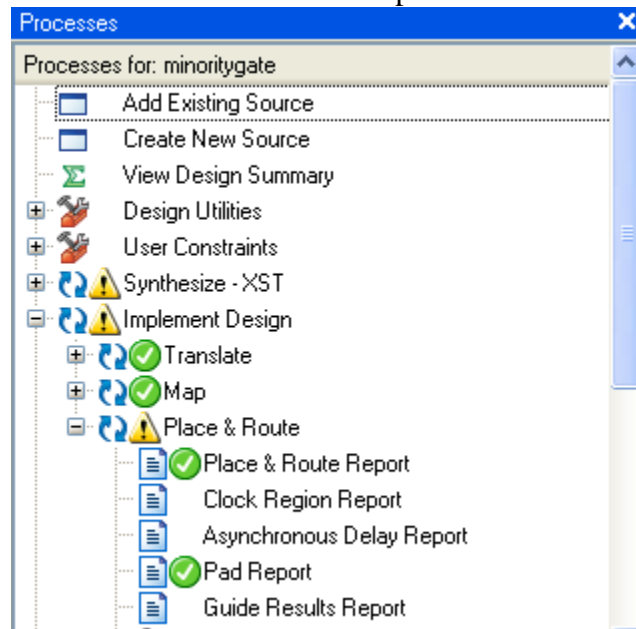 Processes
Processes for: minoritygate
Add Existing Source
Create New Source
View Design Summary
Design Utilities
User Constraints
Synthesize - XST
Implement Design
Translate
Map
Place & Route
Place & Route Report
Clock Region Report
Asynchronous Delay Report
Pad Report
Guide Results Report